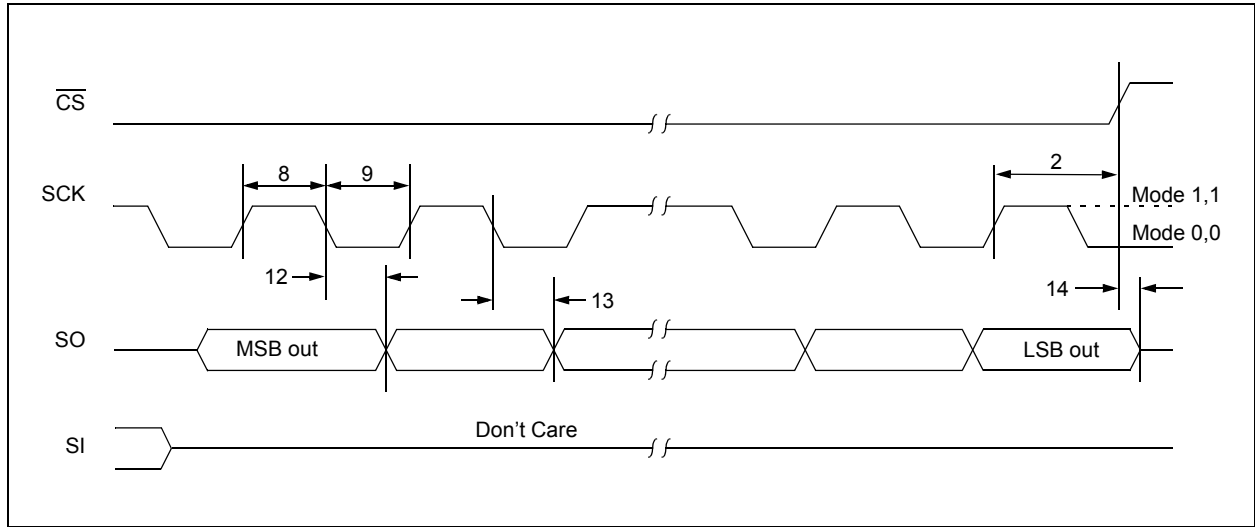 CS
8
9
2
SCK
Mode 1,1
Mode 0,0
12
13
14
SO
MSB out
LSB out
SI
Don't Care